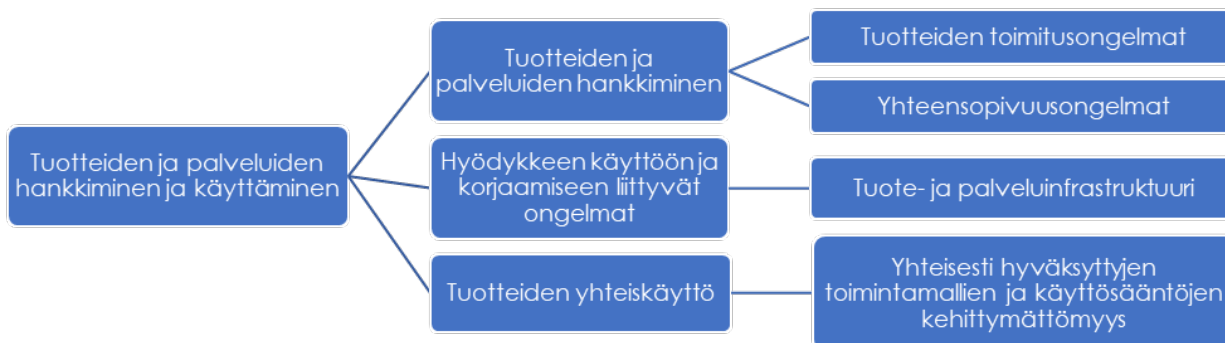 Tuotteiden ja palveluiden
hankkiminen ja käyttäminen
Tuotteiden ja
palveluiden hankkiminen
Tuotteiden toimitusongelmat
Yhteensopivuusongelmat
Hyödykkeen käyttöön ja
korjaamiseen liittyvät
ongelmat
Tuote- ja palveluinfrastruktuuri
Tuotteiden yhteiskäyttö
Yhteisesti hyväksyttyjen
toimintamallien ja käyttösääntöjen
kehittymättömyys